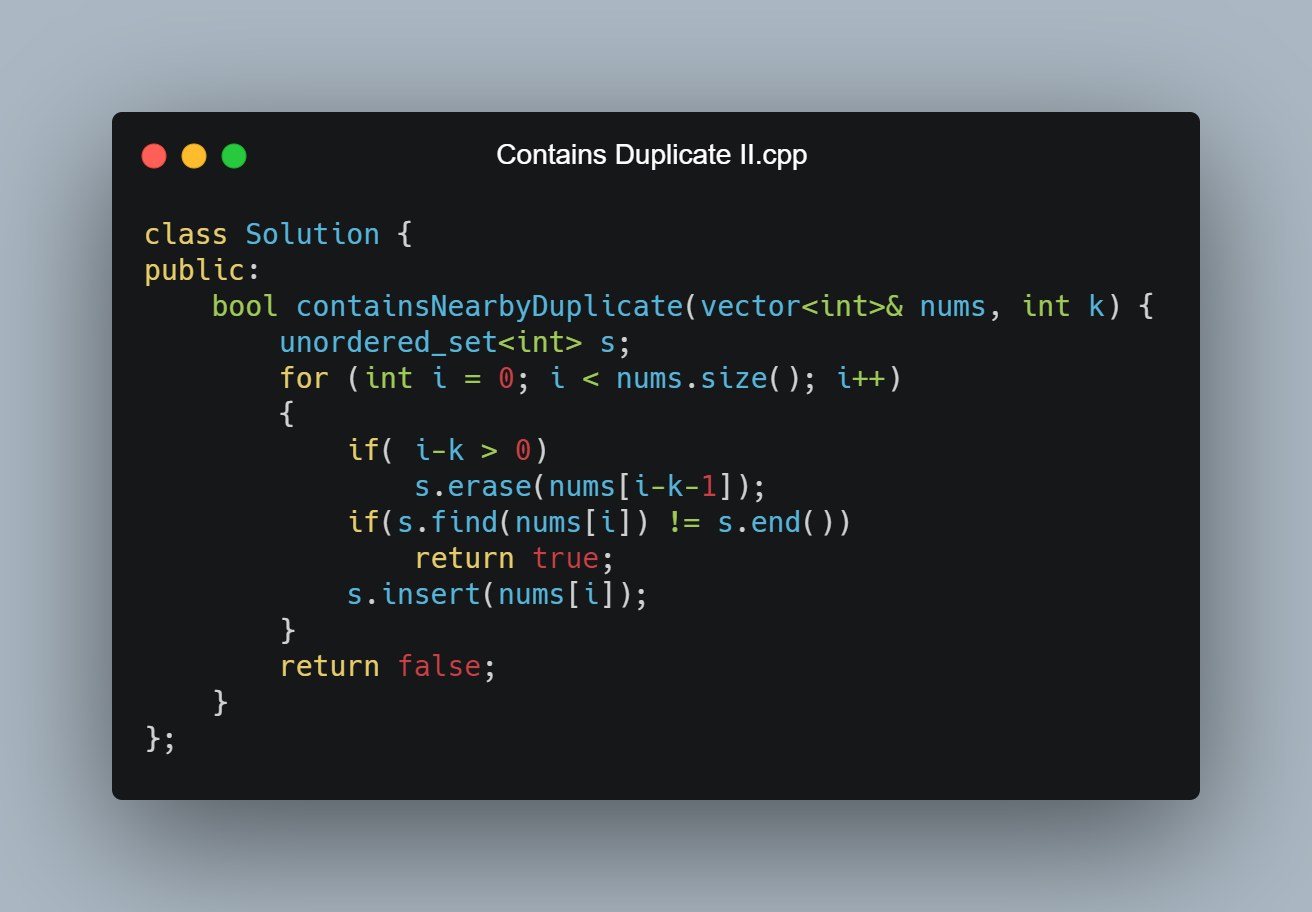 Contains Duplicate II.cpp
class Solution {
public:
    bool containsNearbyDuplicate(vector<int>& nums, int k) {
        unordered_set<int> s;
        for (int i = 0; i < nums.size(); i++)
        {
            if( i-k > 0)
                s.erase(nums[i-k-1]);
            if(s.find(nums[i]) != s.end())
                return true;
            s.insert(nums[i]);
        }
        return false;
    }
};